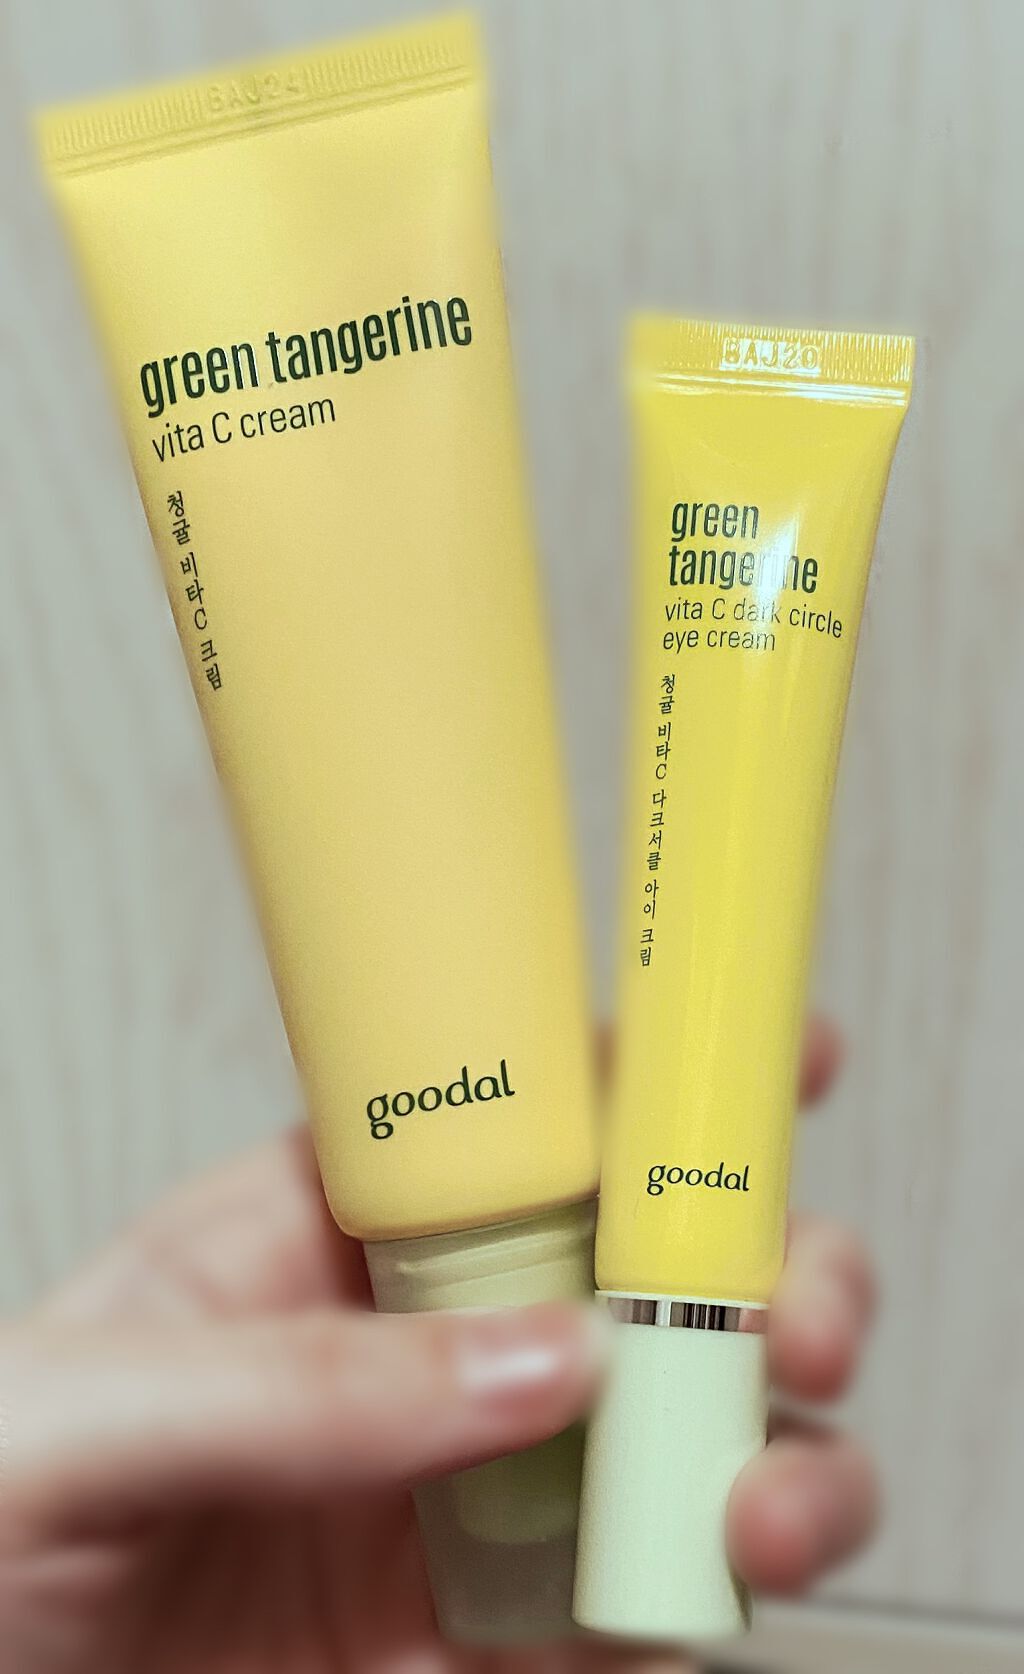 BAJ24
green tangerine
vita C cream
청귤 비타C 크림
goodal
BAJ20
green
tangerine
vita C dark circle
eye cream
청귤 비타C 다크서클 아이 크림
goodal